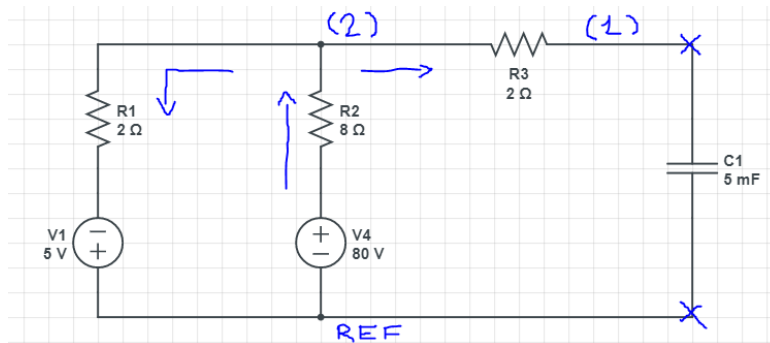 (2)
(1)
R3
2 Ω
R1
2 Ω
R2
8 Ω
C1
5 mF
V1
5 V
V4
80 V
REF